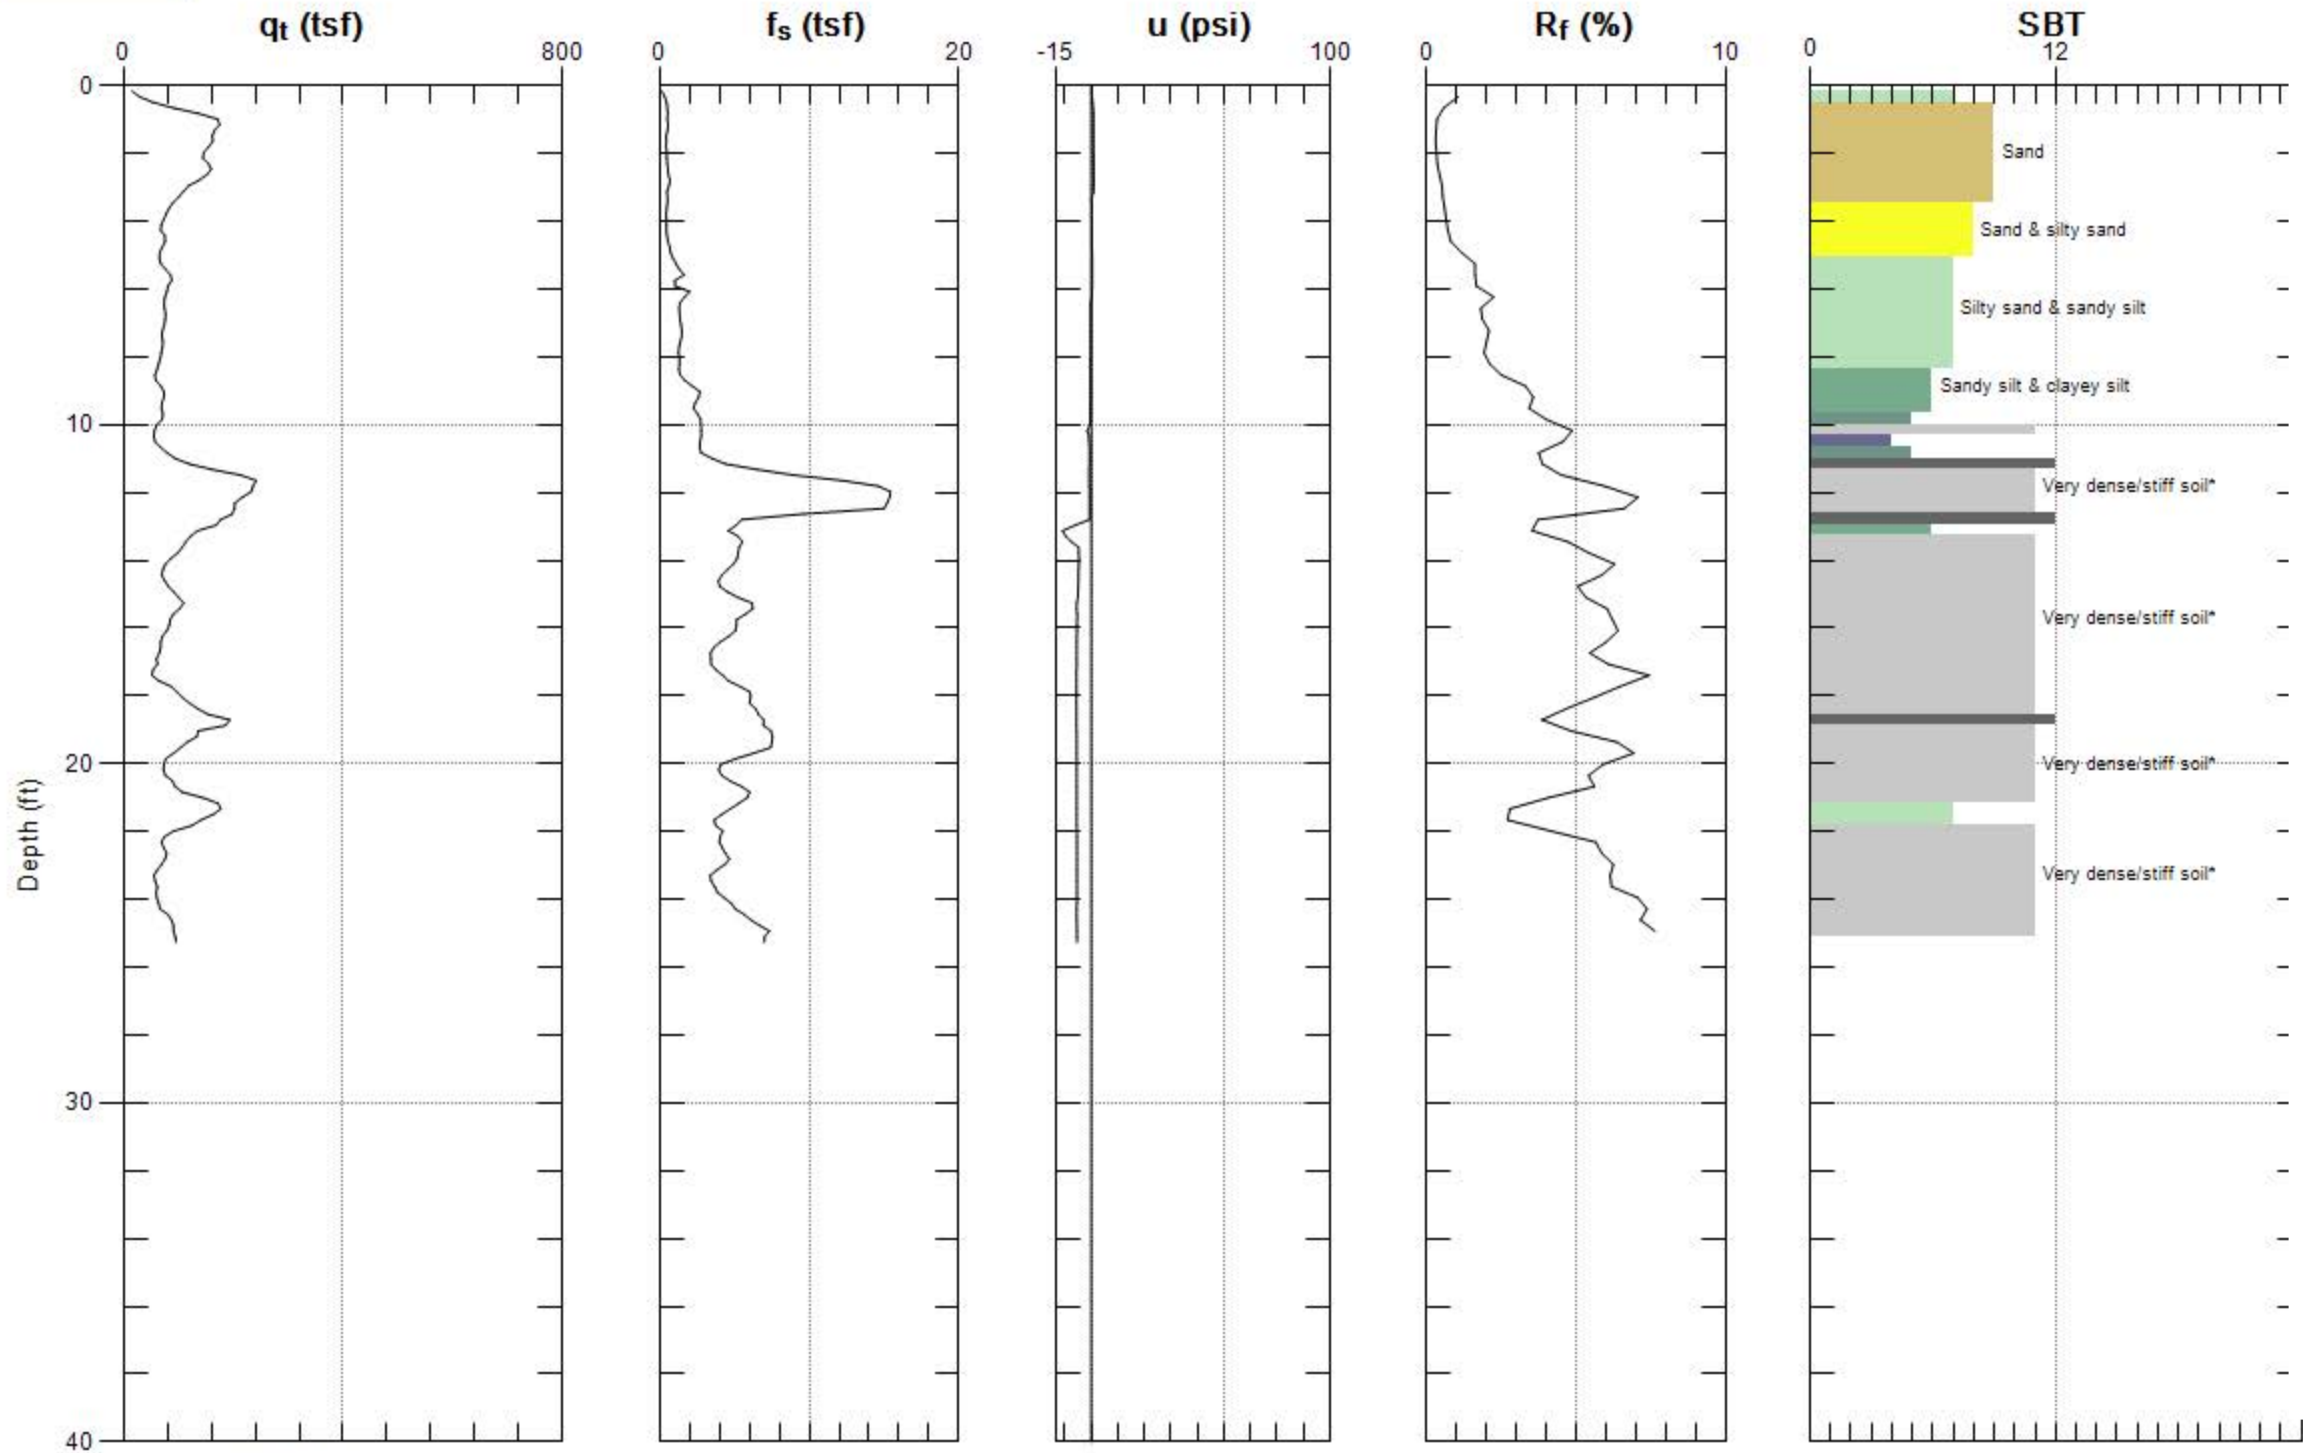 qt (tsf) fs (tsf) u (psi) Rf (%) SBT
0 800 0 20 -15 100 0 10 0 12
0
Sand
Sand & silty sand
Silty sand & sandy silt
Sandy silt & clayey silt
10
Very dense/stiff soil*
Very dense/stiff soil*
20
Very dense/stiff soil*
Depth (ft)
Very dense/stiff soil*
30
40